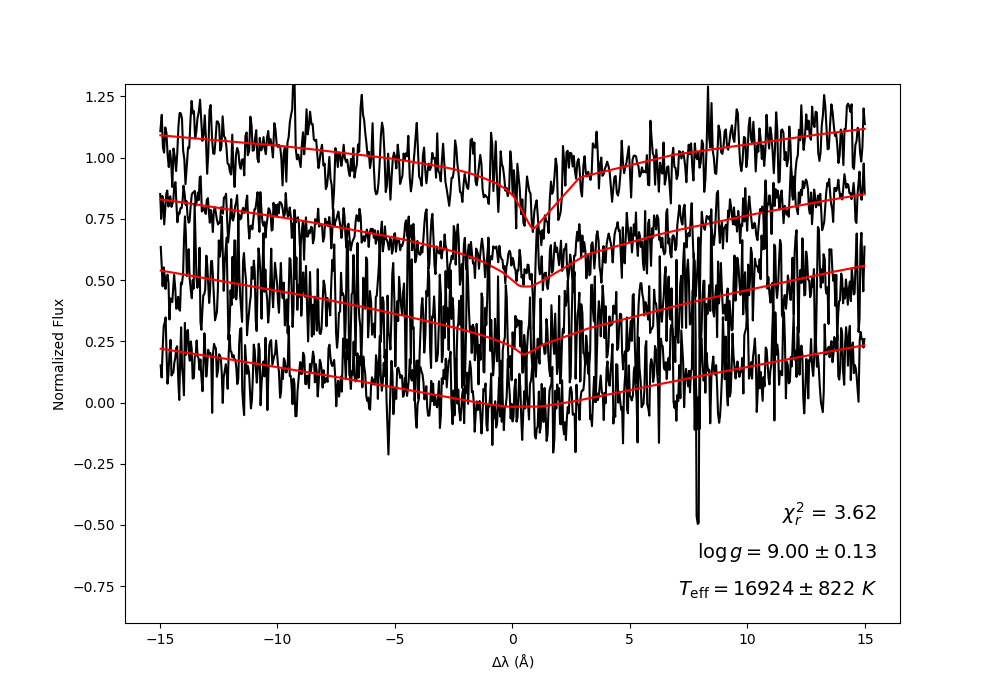 1.25
1.00
0.75
0.50
0.25
0.00
−0.25
−0.50
−0.75
Normalized Flux
χ²ᵣ = 3.62
log g = 9.00 ± 0.13
T_eff = 16924 ± 822 K
−15 −10 −5 0 5 10 15
Δλ (Å)